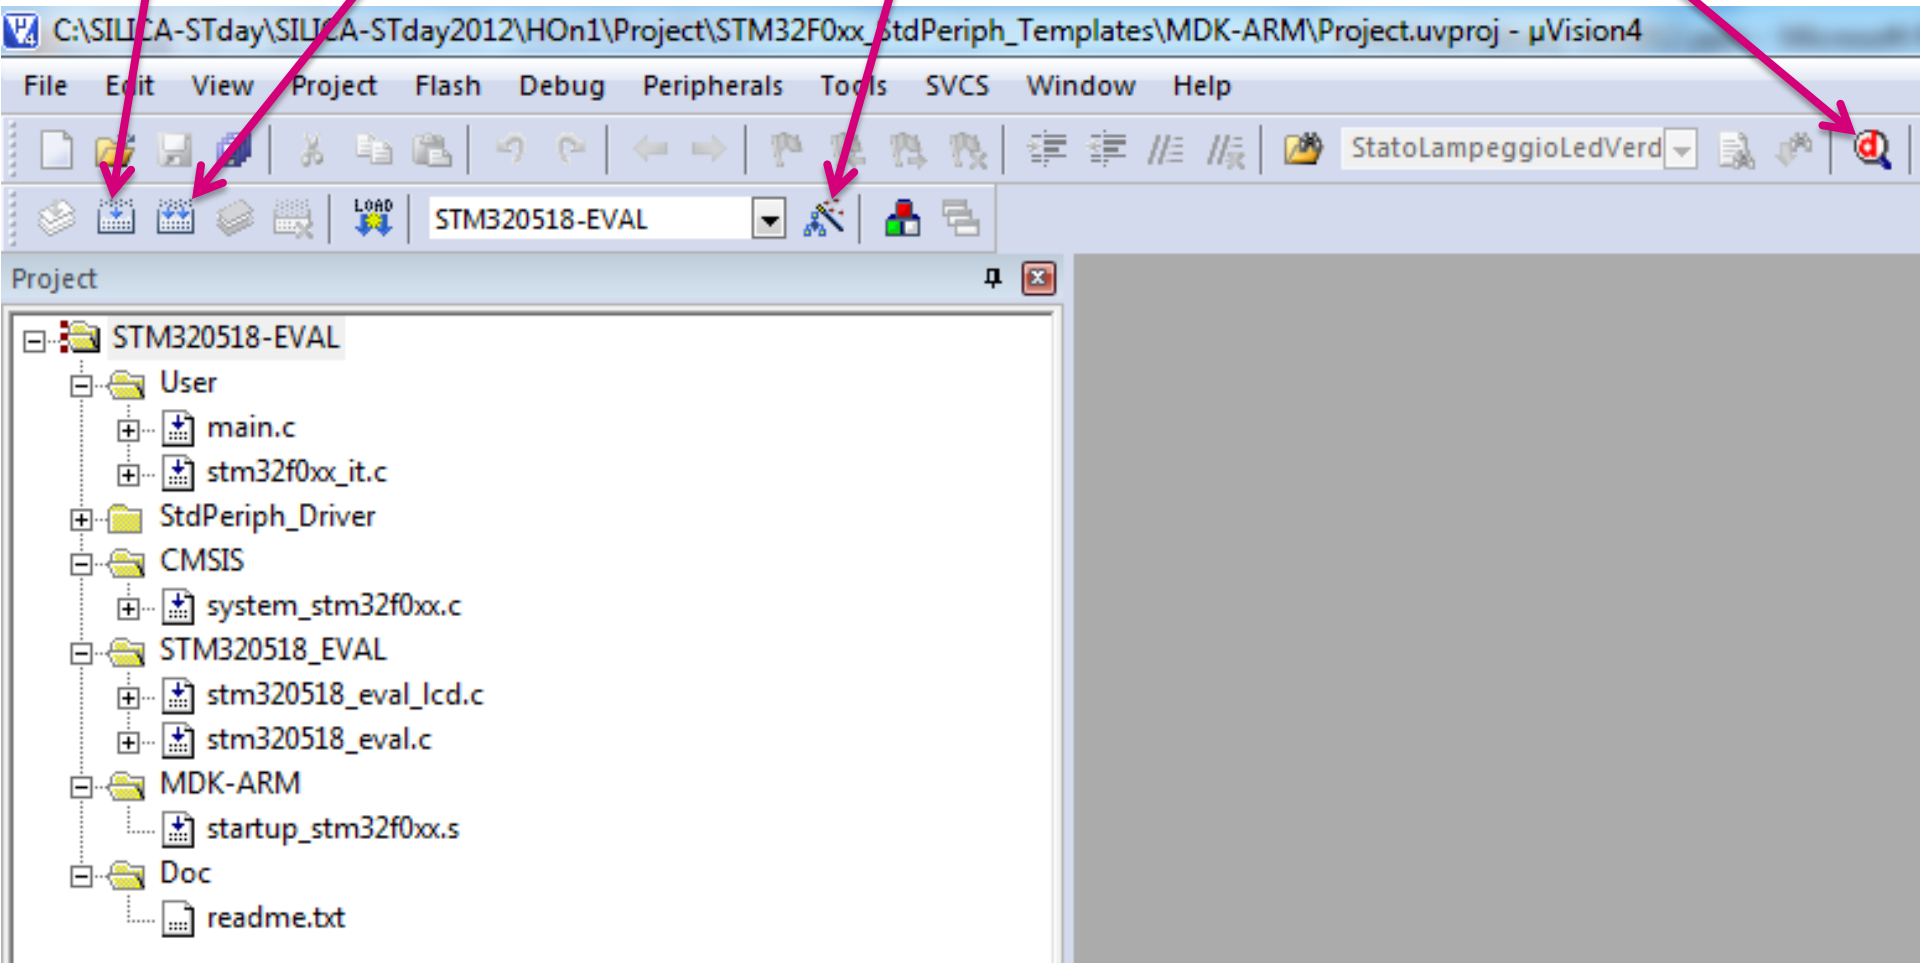 C:\SILICA-STday\SILICA-STday2012\HOn1\Project\STM32F0xx_StdPeriph_Templates\MDK-ARM\Project.uvproj - µVision4
File Edit View Project Flash Debug Peripherals Tools SVCS Window Help
StatoLampeggioLedVerd
LOAD STM320518-EVAL
Project
STM320518-EVAL
User
main.c
stm32f0xx_it.c
StdPeriph_Driver
CMSIS
system_stm32f0xx.c
STM320518_EVAL
stm320518_eval_lcd.c
stm320518_eval.c
MDK-ARM
startup_stm32f0xx.s
Doc
readme.txt